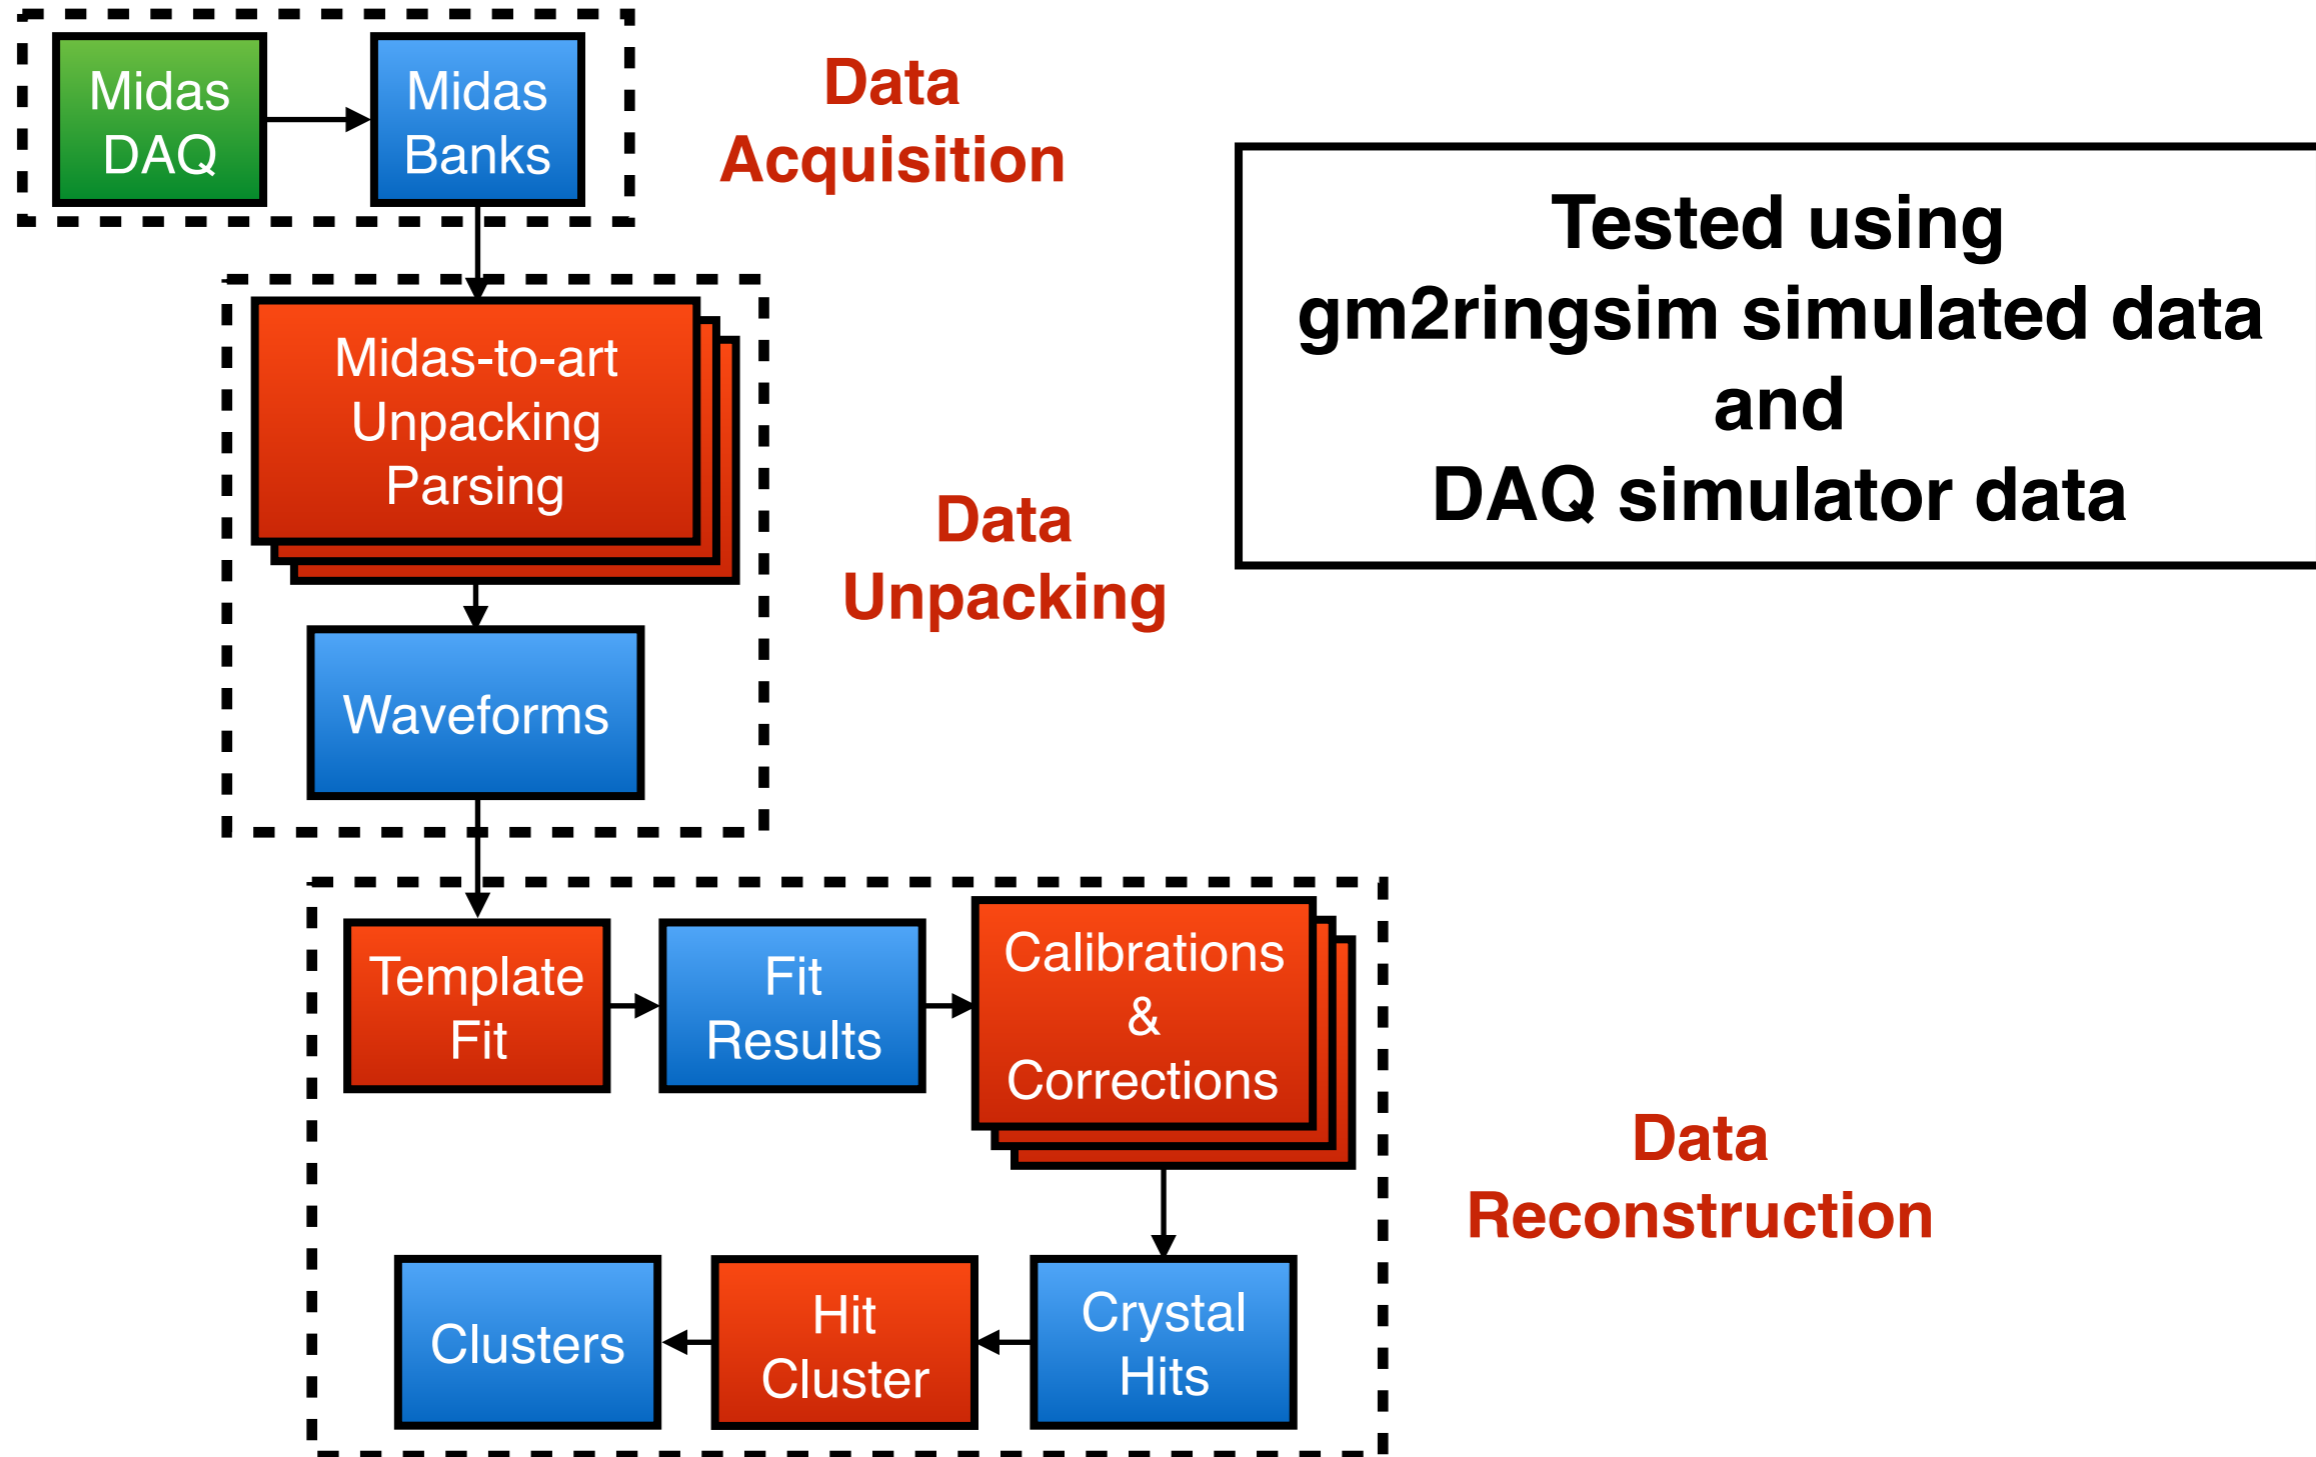 Midas
DAQ
Midas
Banks
Data
Acquisition
Tested using
gm2ringsim simulated data
and
DAQ simulator data
Midas-to-art
Unpacking
Parsing
Data
Unpacking
Waveforms
Template
Fit
Fit
Results
Calibrations
&
Corrections
Data
Reconstruction
Clusters
Hit
Cluster
Crystal
Hits